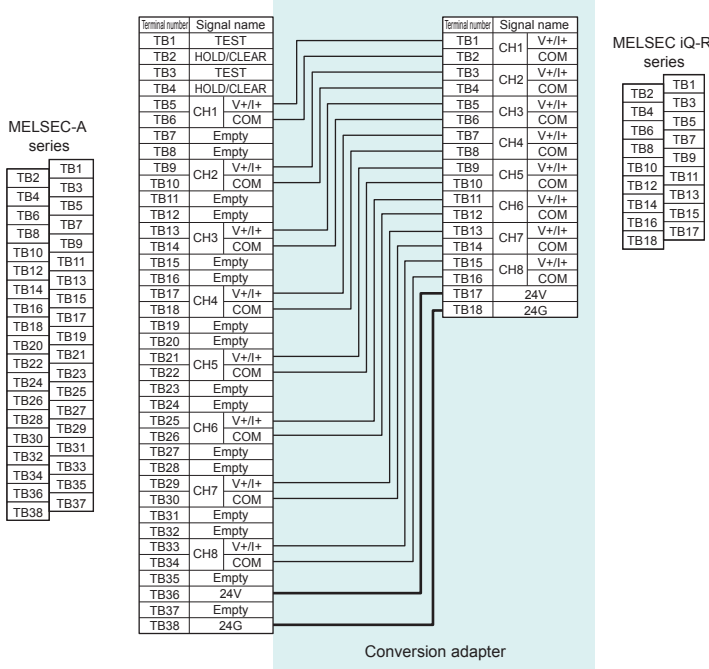 MELSEC-A
series
TB2
TB4
TB6
TB8
TB10
TB12
TB14
TB16
TB18
TB20
TB22
TB24
TB26
TB28
TB30
TB32
TB34
TB36
TB38
TB1
TB3
TB5
TB7
TB9
TB11
TB13
TB15
TB17
TB19
TB21
TB23
TB25
TB27
TB29
TB31
TB33
TB35
TB37
Terminal number Signal name
TB1 TEST
TB2 HOLD/CLEAR
TB3 TEST
TB4 HOLD/CLEAR
TB5 CH1 V+/I+
TB6 COM
TB7 Empty
TB8 Empty
TB9 CH2 V+/I+
TB10 COM
TB11 Empty
TB12 Empty
TB13 CH3 V+/I+
TB14 COM
TB15 Empty
TB16 Empty
TB17 CH4 V+/I+
TB18 COM
TB19 Empty
TB20 Empty
TB21 CH5 V+/I+
TB22 COM
TB23 Empty
TB24 Empty
TB25 CH6 V+/I+
TB26 COM
TB27 Empty
TB28 Empty
TB29 CH7 V+/I+
TB30 COM
TB31 Empty
TB32 Empty
TB33 CH8 V+/I+
TB34 COM
TB35 Empty
TB36 24V
TB37 Empty
TB38 24G
Terminal number Signal name
TB1 CH1 V+/I+
TB2 COM
TB3 CH2 V+/I+
TB4 COM
TB5 CH3 V+/I+
TB6 COM
TB7 CH4 V+/I+
TB8 COM
TB9 CH5 V+/I+
TB10 COM
TB11 CH6 V+/I+
TB12 COM
TB13 CH7 V+/I+
TB14 COM
TB15 CH8 V+/I+
TB16 COM
TB17 24V
TB18 24G
Conversion adapter
MELSEC iQ-R
series
TB2
TB4
TB6
TB8
TB10
TB12
TB14
TB16
TB18
TB1
TB3
TB5
TB7
TB9
TB11
TB13
TB15
TB17